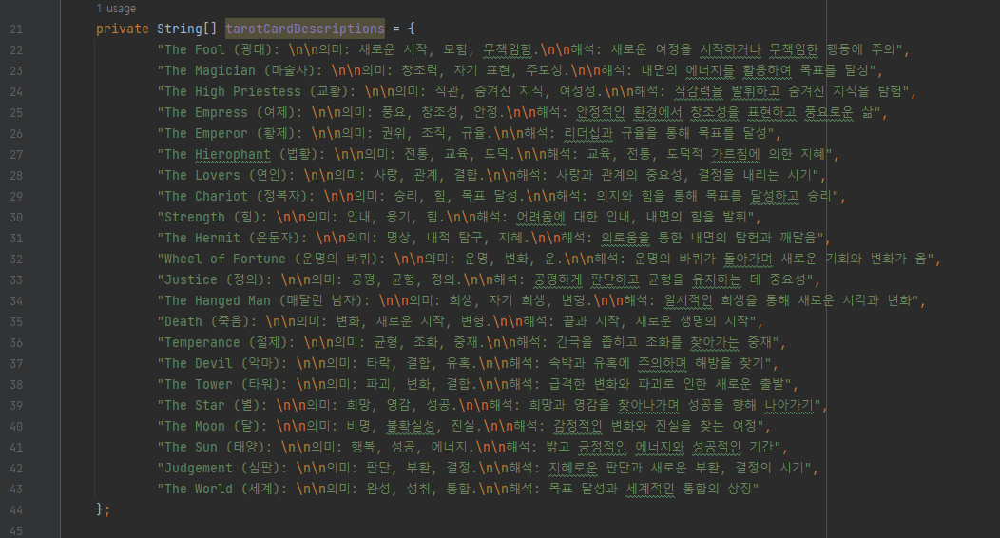 1 usage
21 private String[] tarotCardDescriptions = {
22 "The Fool (광대): \n\n의미: 새로운 시작, 모험, 무책임함.\n\n해석: 새로운 여정을 시작하거나 무책임한 행동에 주의",
23 "The Magician (마술사): \n\n의미: 창조력, 자기 표현, 주도성.\n\n해석: 내면의 에너지를 활용하여 목표를 달성",
24 "The High Priestess (교황): \n\n의미: 직관, 숨겨진 지식, 여성성.\n\n해석: 직감력을 발휘하고 숨겨진 지식을 탐험",
25 "The Empress (여제): \n\n의미: 풍요, 창조성, 안정.\n\n해석: 안정적인 환경에서 창조성을 표현하고 풍요로운 삶",
26 "The Emperor (황제): \n\n의미: 권위, 조직, 규율.\n\n해석: 리더십과 규율을 통해 목표를 달성",
27 "The Hierophant (법황): \n\n의미: 전통, 교육, 도덕.\n\n해석: 교육, 전통, 도덕적 가르침에 의한 지혜",
28 "The Lovers (연인): \n\n의미: 사랑, 관계, 결합.\n\n해석: 사랑과 관계의 중요성, 결정을 내리는 시기",
29 "The Chariot (정복자): \n\n의미: 승리, 힘, 목표 달성.\n\n해석: 의지와 힘을 통해 목표를 달성하고 승리",
30 "Strength (힘): \n\n의미: 인내, 용기, 힘.\n\n해석: 어려움에 대한 인내, 내면의 힘을 발휘",
31 "The Hermit (은둔자): \n\n의미: 명상, 내적 탐구, 지혜.\n\n해석: 외로움을 통한 내면의 탐험과 깨달음",
32 "Wheel of Fortune (운명의 바퀴): \n\n의미: 운명, 변화, 운.\n\n해석: 운명의 바퀴가 돌아가며 새로운 기회와 변화가 옴",
33 "Justice (정의): \n\n의미: 공평, 균형, 정의.\n\n해석: 공평하게 판단하고 균형을 유지하는 데 중요성",
34 "The Hanged Man (매달린 남자): \n\n의미: 희생, 자기 희생, 변형.\n\n해석: 일시적인 희생을 통해 새로운 시각과 변화",
35 "Death (죽음): \n\n의미: 변화, 새로운 시작, 변형.\n\n해석: 끝과 시작, 새로운 생명의 시작",
36 "Temperance (절제): \n\n의미: 균형, 조화, 중재.\n\n해석: 간극을 좁히고 조화를 찾아가는 중재",
37 "The Devil (악마): \n\n의미: 타락, 결합, 유혹.\n\n해석: 속박과 유혹에 주의하며 해방을 찾기",
38 "The Tower (타워): \n\n의미: 파괴, 변화, 결합.\n\n해석: 급격한 변화와 파괴로 인한 새로운 출발",
39 "The Star (별): \n\n의미: 희망, 영감, 성공.\n\n해석: 희망과 영감을 찾아나가며 성공을 향해 나아가기",
40 "The Moon (달): \n\n의미: 비명, 불확실성, 진실.\n\n해석: 감정적인 변화와 진실을 찾는 여정",
41 "The Sun (태양): \n\n의미: 행복, 성공, 에너지.\n\n해석: 밝고 긍정적인 에너지와 성공적인 기간",
42 "Judgement (심판): \n\n의미: 판단, 부활, 결정.\n\n해석: 지혜로운 판단과 새로운 부활, 결정의 시기",
43 "The World (세계): \n\n의미: 완성, 성취, 통합.\n\n해석: 목표 달성과 세계적인 통합의 상징"
44 };
45